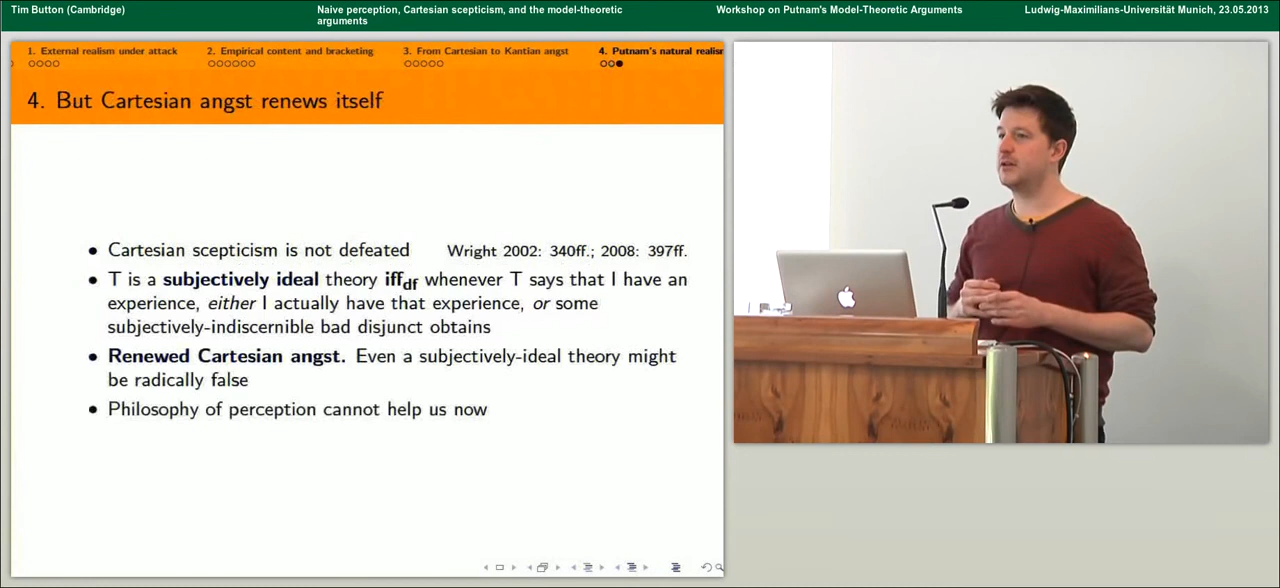 Tim Button (Cambridge)
Naive perception, Cartesian scepticism, and the model-theoretic
arguments
Workshop on Putnam's Model-Theoretic Arguments
Ludwig-Maximilians-Universität Munich, 23.05.2013
1. External realism under attack
2. Empirical content and bracketing
3. From Cartesian to Kantian angst
4. Putnam's natural realism
4. But Cartesian angst renews itself
• Cartesian scepticism is not defeated Wright 2002: 340ff.; 2008: 397ff.
• T is a subjectively ideal theory iffdf whenever T says that I have an
experience, either I actually have that experience, or some
subjectively-indiscernible bad disjunct obtains
• Renewed Cartesian angst. Even a subjectively-ideal theory might
be radically false
• Philosophy of perception cannot help us now